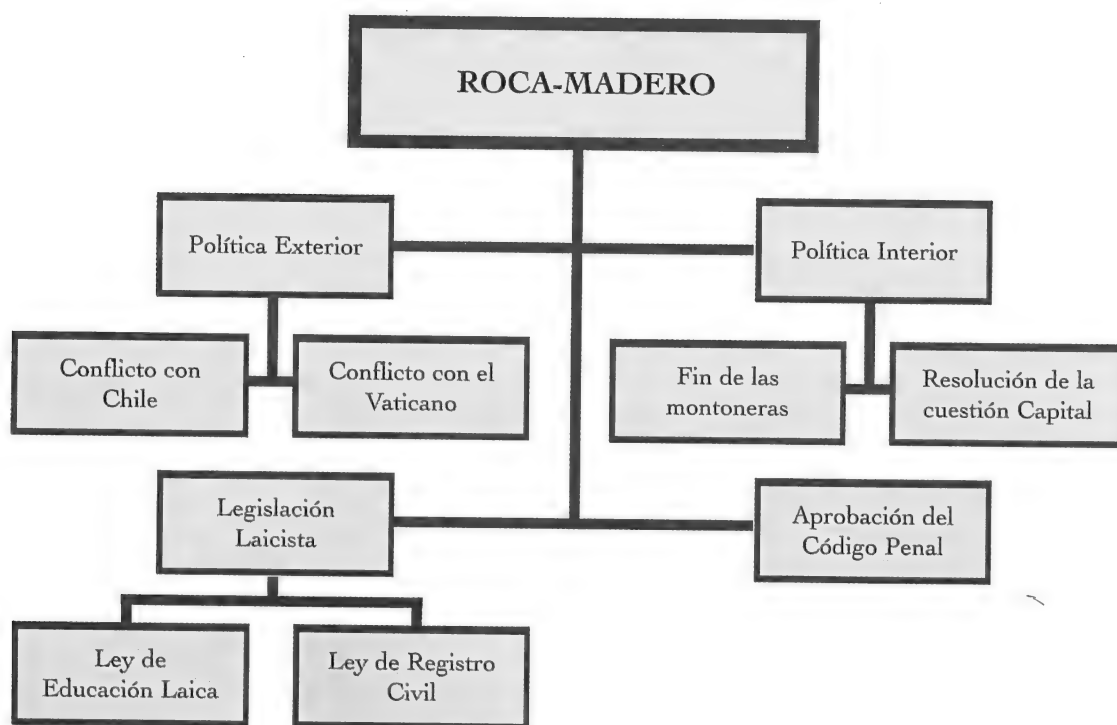 ROCA-MADERO
Política Exterior
Política Interior
Conflicto con
Chile
Conflicto con el
Vaticano
Fin de las
montoneras
Resolución de la
cuestión Capital
Legislación
Laicista
Aprobación del
Código Penal
Ley de
Educación Laica
Ley de Registro
Civil